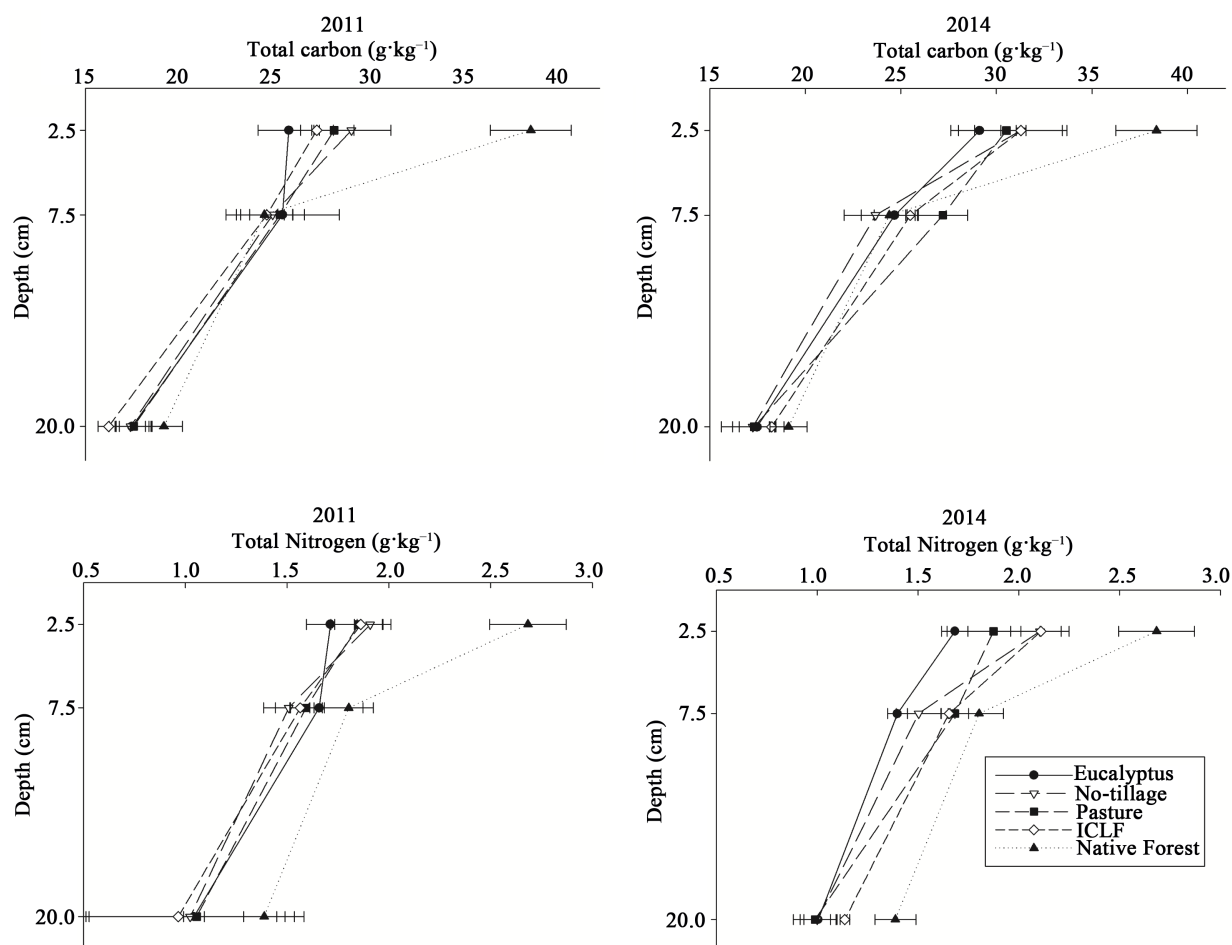 2011
Total carbon (g·kg⁻¹)
15 20 25 30 35 40
2.5
7.5
20.0
Depth (cm)
2014
Total carbon (g·kg⁻¹)
15 20 25 30 35 40
2.5
7.5
20.0
Depth (cm)
2011
Total Nitrogen (g·kg⁻¹)
0.5 1.0 1.5 2.0 2.5 3.0
2.5
7.5
20.0
Depth (cm)
2014
Total Nitrogen (g·kg⁻¹)
0.5 1.0 1.5 2.0 2.5 3.0
2.5
7.5
20.0
Depth (cm)
Eucalyptus
No-tillage
Pasture
ICLF
Native Forest